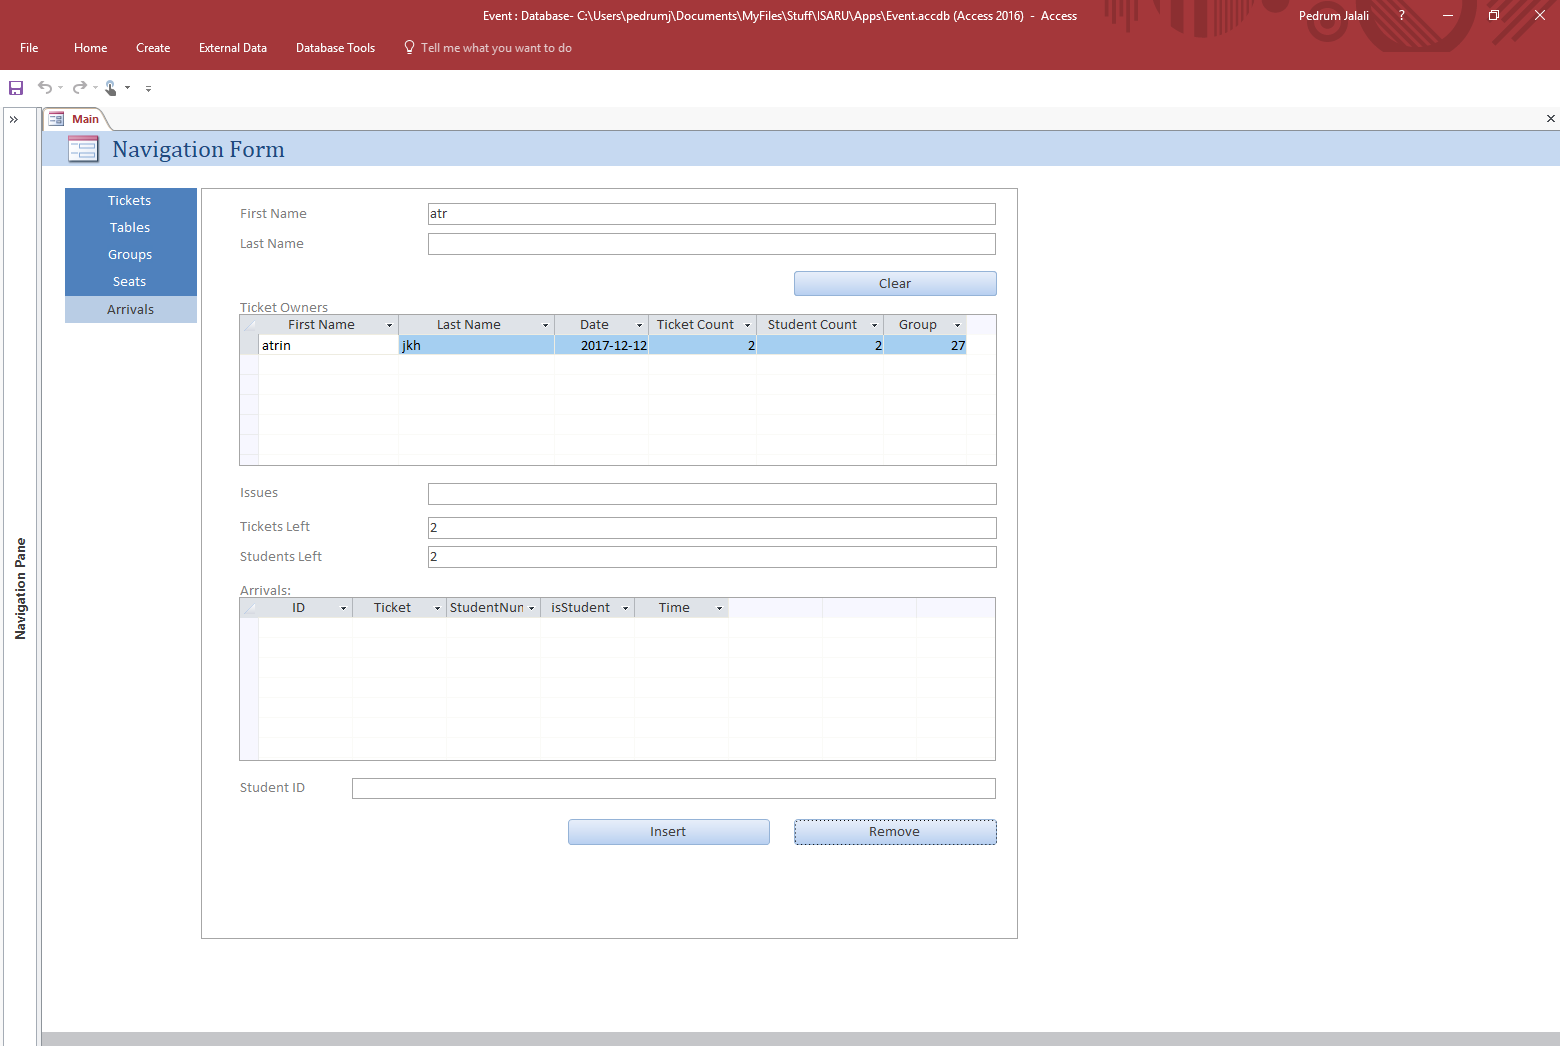 Event : Database- C:\Users\pedrumj\Documents\MyFiles\Stuff\ISARU\Apps\Event.accdb (Access 2016)  -  Access
Pedrum Jalali ?
File Home Create External Data Database Tools Tell me what you want to do
Main
Navigation Form
Tickets
Tables
Groups
Seats
Arrivals
Navigation Pane
First Name atr
Last Name
Clear
Ticket Owners
First Name Last Name Date Ticket Count Student Count Group
atrin jkh 2017-12-12 2 2 27
Issues
Tickets Left 2
Students Left 2
Arrivals:
ID Ticket StudentNun isStudent Time
Student ID
Insert Remove